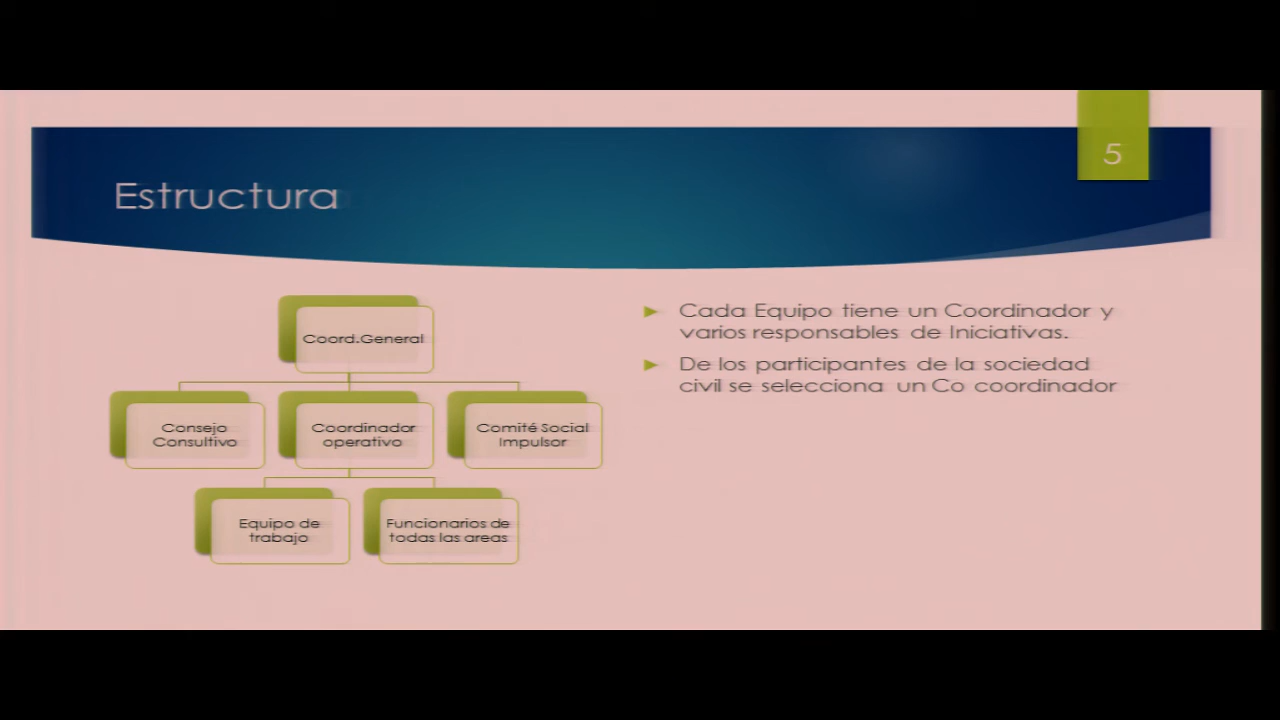 5
Estructura
Coord.General
Consejo
Consultivo
Coordinador
operativo
Comité Social
Impulsor
Equipo de
trabajo
Funcionarios de
todas las areas
Cada Equipo tiene un Coordinador y
varios responsables de Iniciativas.
De los participantes de la sociedad
civil se selecciona un Co coordinador